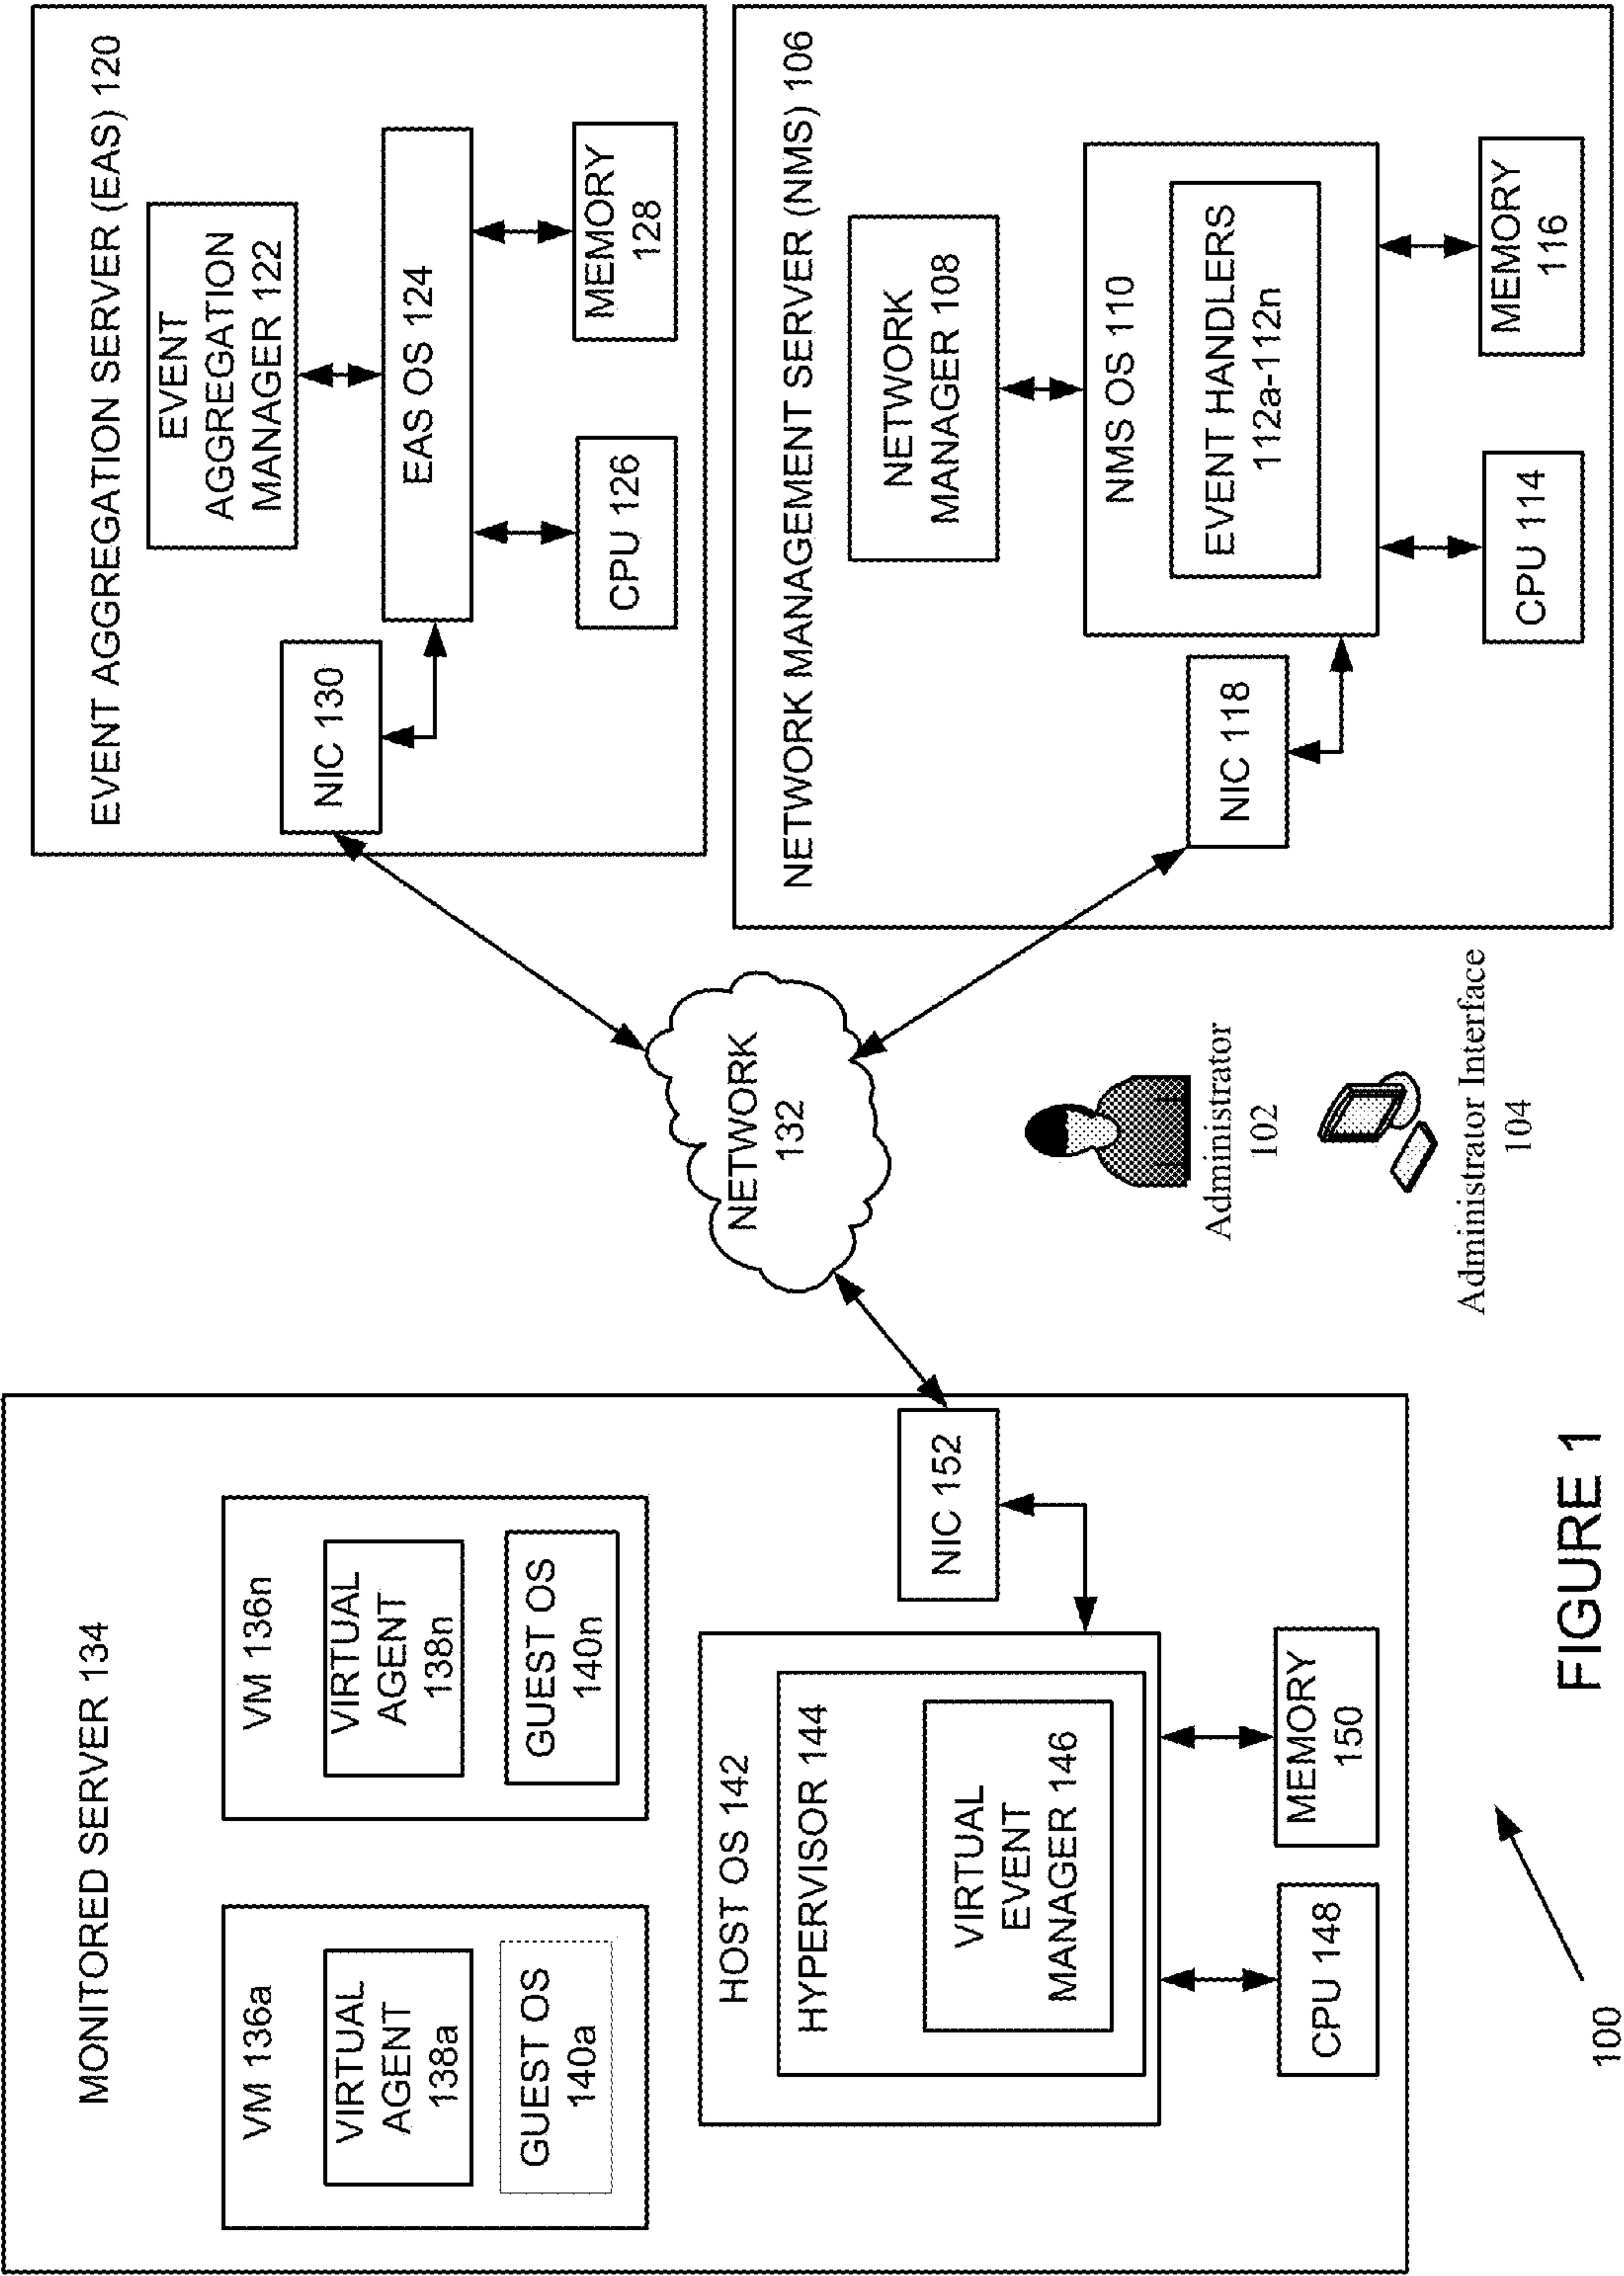 MONITORED SERVER 134
VM 136a
VIRTUAL
AGENT
138a
GUEST OS
140a
VM 136n
VIRTUAL
AGENT
138n
GUEST OS
140n
HOST OS 142
HYPERVISOR 144
VIRTUAL
EVENT
MANAGER 146
CPU 148
MEMORY
150
NIC 152
NETWORK
132
EVENT AGGREGATION SERVER (EAS) 120
EVENT
AGGREGATION
MANAGER 122
NIC 130
EAS OS 124
CPU 126
MEMORY
128
NETWORK MANAGEMENT SERVER (NMS) 106
NETWORK
MANAGER 108
NIC 118
NMS OS 110
EVENT HANDLERS
112a-112n
CPU 114
MEMORY
116
Administrator
102
Administrator Interface
104
100
FIGURE 1